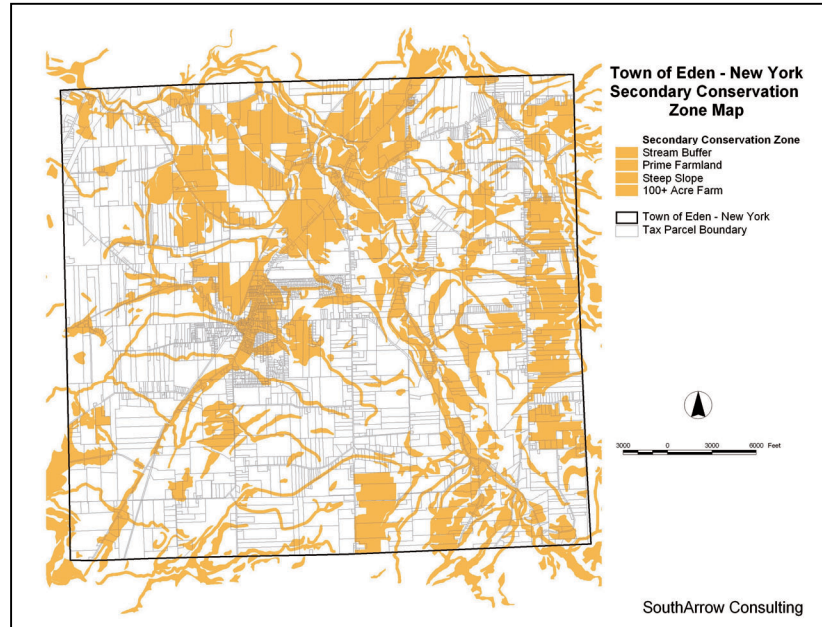 Town of Eden - New York
Secondary Conservation
Zone Map
Secondary Conservation Zone
Stream Buffer
Prime Farmland
Steep Slope
100+ Acre Farm
Town of Eden - New York
Tax Parcel Boundary
3000 0 3000 6000 Feet
SouthArrow Consulting